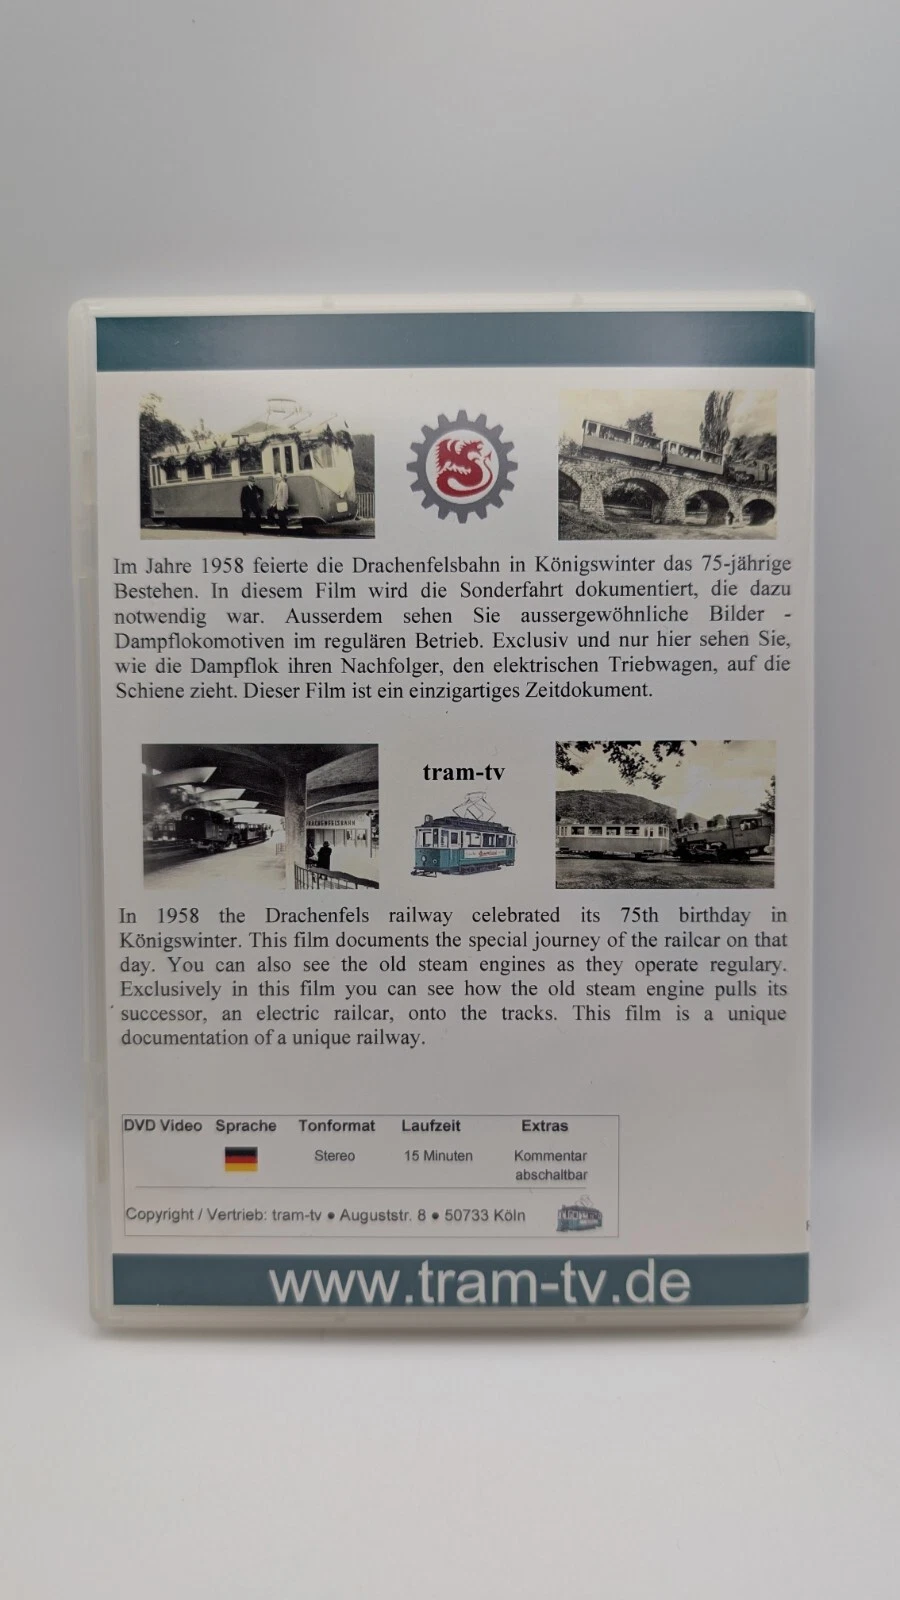 Im Jahre 1958 feierte die Drachenfelsbahn in Königswinter das 75-jährige
Bestehen. In diesem Film wird die Sonderfahrt dokumentiert, die dazu
notwendig war. Ausserdem sehen Sie aussergewöhnliche Bilder -
Dampflokomotiven im regulären Betrieb. Exclusiv und nur hier sehen Sie,
wie die Dampflok ihren Nachfolger, den elektrischen Triebwagen, auf die
Schiene zieht. Dieser Film ist ein einzigartiges Zeitdokument.
DRACHENFELSBAHN
tram-tv
In 1958 the Drachenfels railway celebrated its 75th birthday in
Königswinter. This film documents the special journey of the railcar on that
day. You can also see the old steam engines as they operate regulary.
Exclusively in this film you can see how the old steam engine pulls its
successor, an electric railcar, onto the tracks. This film is a unique
documentation of a unique railway.
DVD Video Sprache Tonformat Laufzeit Extras
Stereo 15 Minuten Kommentar
abschaltbar
Copyright / Vertrieb: tram-tv • Auguststr. 8 • 50733 Köln
www.tram-tv.de